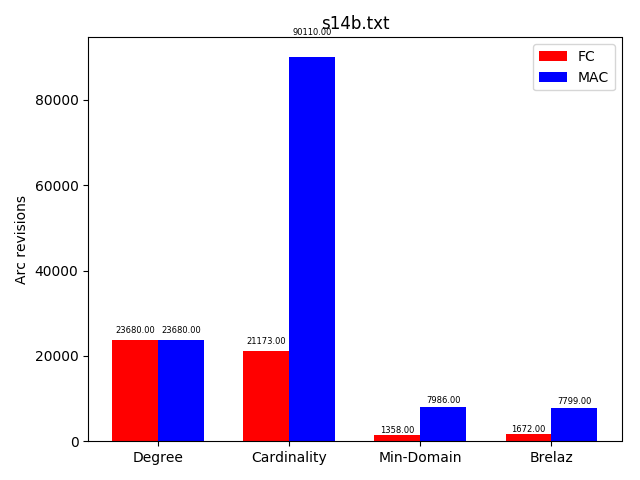 s14b.txt
90110.00
FC
MAC
80000
60000
Arc revisions
40000
23680.00 23680.00
21173.00
20000
7986.00
7799.00
1358.00
1672.00
0
Degree Cardinality Min-Domain Brelaz